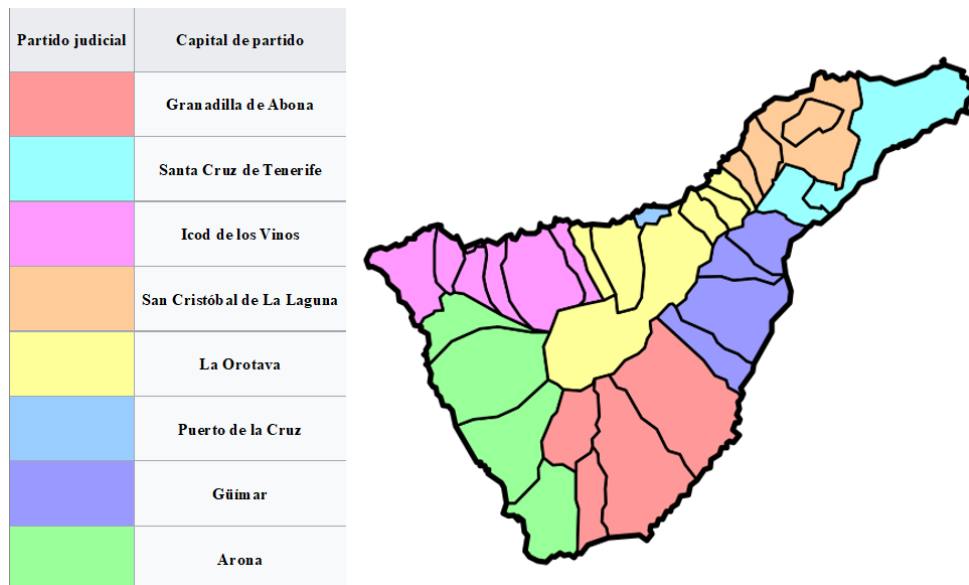 Partido judicial Capital de partido
Granadilla de Abona
Santa Cruz de Tenerife
Icod de los Vinos
San Cristóbal de La Laguna
La Orotava
Puerto de la Cruz
Güímar
Arona